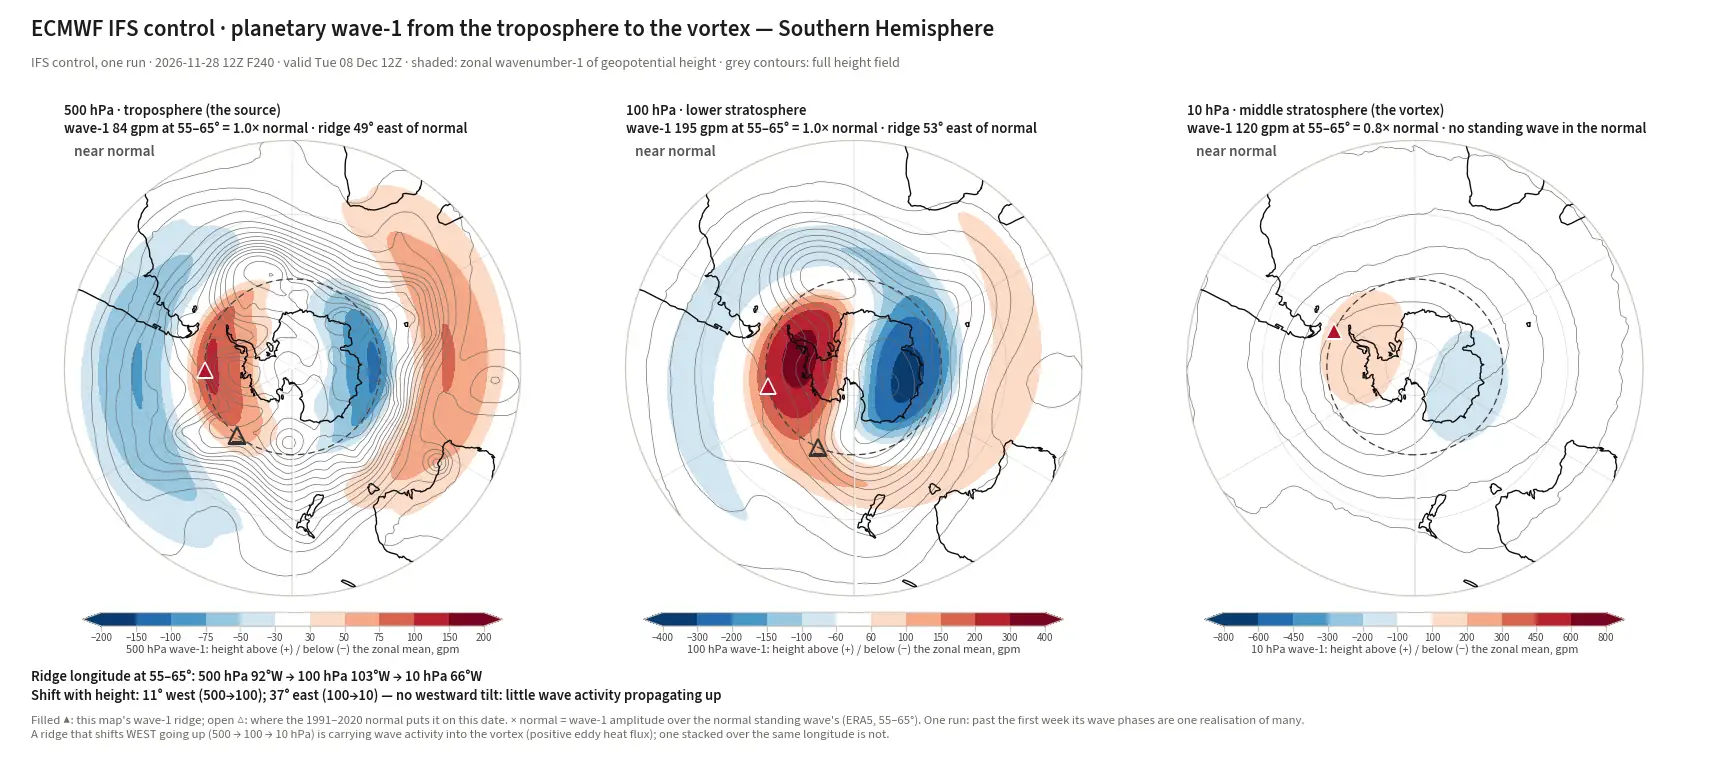 ECMWF IFS control · planetary wave-1 from the troposphere to the vortex — Southern Hemisphere
IFS control, one run · 2026-11-28 12Z F240 · valid Tue 08 Dec 12Z · shaded: zonal wavenumber-1 of geopotential height · grey contours: full height field
500 hPa · troposphere (the source)
wave-1 84 gpm at 55–65° = 1.0× normal · ridge 49° east of normal
near normal
100 hPa · lower stratosphere
wave-1 195 gpm at 55–65° = 1.0× normal · ridge 53° east of normal
near normal
10 hPa · middle stratosphere (the vortex)
wave-1 120 gpm at 55–65° = 0.8× normal · no standing wave in the normal
near normal
−200 −150 −100 −75 −50 −30 30 50 75 100 150 200
500 hPa wave-1: height above (+) / below (−) the zonal mean, gpm
−400 −300 −200 −150 −100 −60 60 100 150 200 300 400
100 hPa wave-1: height above (+) / below (−) the zonal mean, gpm
−800 −600 −450 −300 −200 −100 100 200 300 450 600 800
10 hPa wave-1: height above (+) / below (−) the zonal mean, gpm
Ridge longitude at 55–65°: 500 hPa 92°W → 100 hPa 103°W → 10 hPa 66°W
Shift with height: 11° west (500→100); 37° east (100→10) — no westward tilt: little wave activity propagating up
Filled ▲: this map's wave-1 ridge; open △: where the 1991–2020 normal puts it on this date. × normal = wave-1 amplitude over the normal standing wave's (ERA5, 55–65°). One run: past the first week its wave phases are one realisation of many.
A ridge that shifts WEST going up (500 → 100 → 10 hPa) is carrying wave activity into the vortex (positive eddy heat flux); one stacked over the same longitude is not.